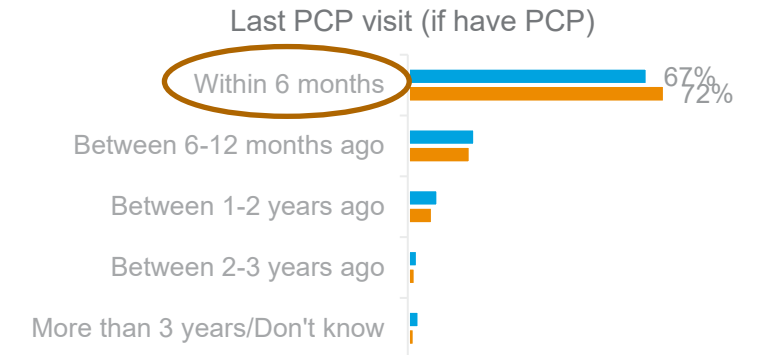 Last PCP visit (if have PCP)
Within 6 months
67%
72%
Between 6-12 months ago
Between 1-2 years ago
Between 2-3 years ago
More than 3 years/Don't know